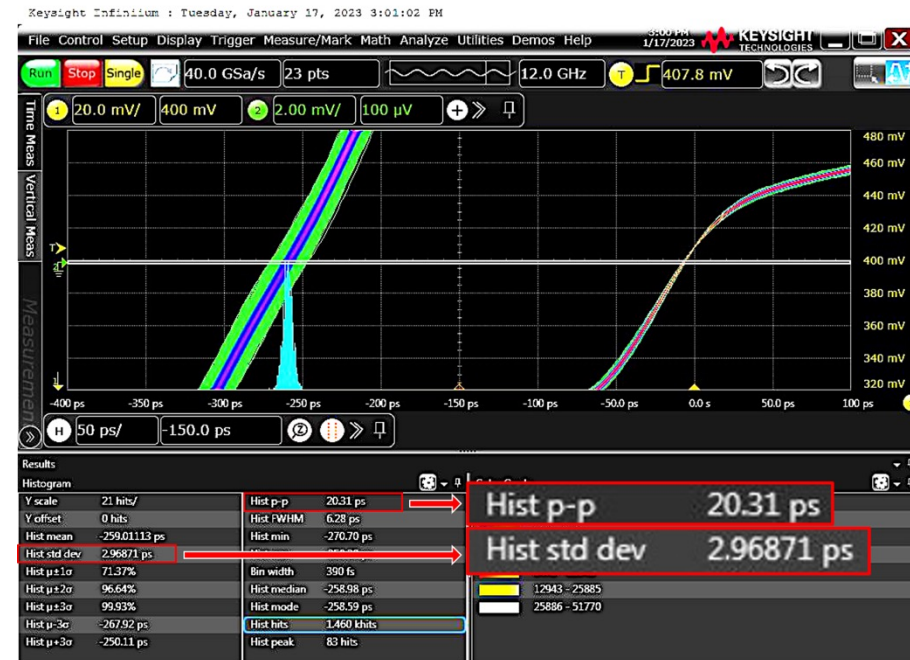 Keysight Infiniium : Tuesday, January 17, 2023 3:01:02 PM
File Control Setup Display Trigger Measure/Mark Math Analyze Utilities Demos Help
3:00 PM
1/17/2023
KEYSIGHT
TECHNOLOGIES
Run Stop Single 40.0 GSa/s 23 pts 12.0 GHz T 407.8 mV
1 20.0 mV/ 400 mV 2 2.00 mV/ 100 µV +
Time Meas
Vertical Meas
Measurement
480 mV
460 mV
440 mV
420 mV
400 mV
380 mV
360 mV
340 mV
320 mV
-400 ps -350 ps -300 ps -250 ps -200 ps -150 ps -100 ps -50.0 ps 0.0 s 50.0 ps 100 ps
H 50 ps/ -150.0 ps
Results
Histogram
Y scale 21 hits/ Hist p-p 20.31 ps
Y offset 0 hits Hist FWHM 6.28 ps
Hist mean -259.01113 ps Hist min -270.70 ps
Hist std dev 2.96871 ps
Hist µ±1σ 71.37% Bin width 390 fs
Hist µ±2σ 96.64% Hist median -258.98 ps
Hist µ±3σ 99.93% Hist mode -258.59 ps
Hist µ-3σ -267.92 ps Hist hits 1.460 khits
Hist µ+3σ -250.11 ps Hist peak 83 hits
Hist p-p 20.31 ps
Hist std dev 2.96871 ps
12943 - 25885
25886 - 51770